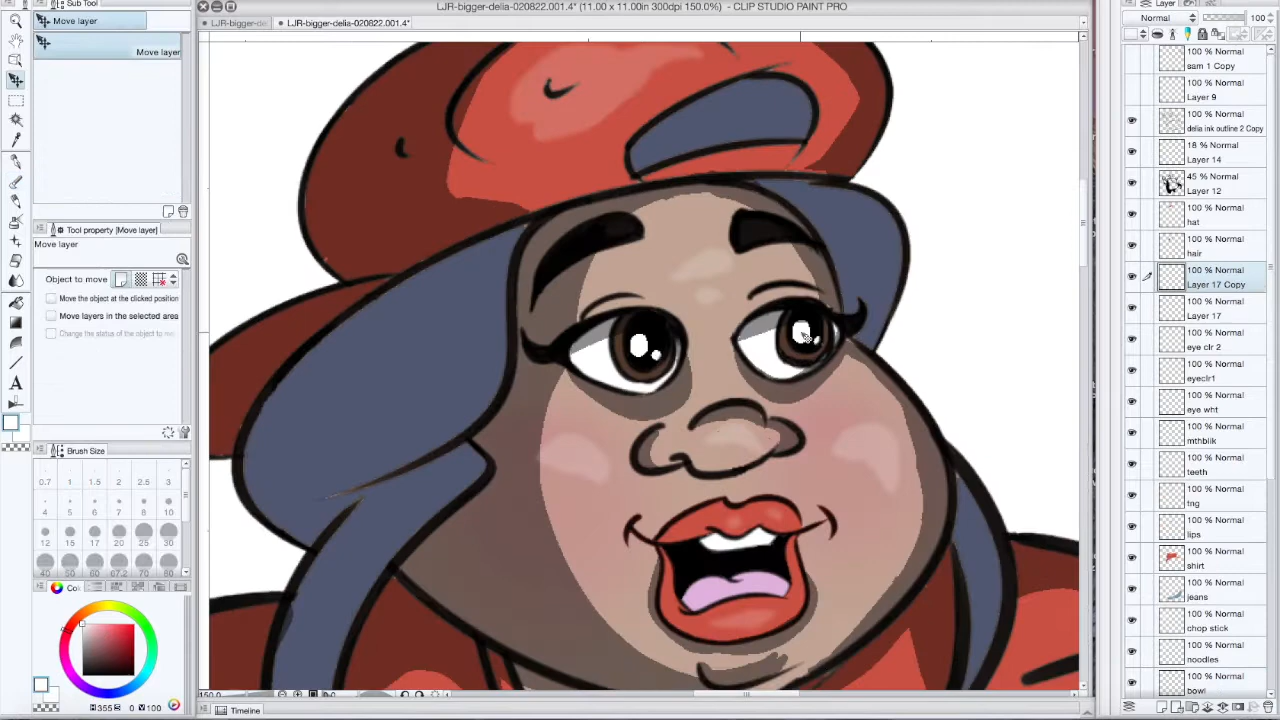 LJR-bigger-delia-020822.001.4* (11.00 x 11.00in 300dpi 150.0%) - CLIP STUDIO PAINT PRO
Sub Tool
Layer
LJR-bigger-de
LJR-bigger-delia-020822.001.4*
Move layer
Move layer
Normal
100
100 % Normal
sam 1 Copy
100 % Normal
Layer 9
100 % Normal
delia ink outline 2 Copy
18 % Normal
Layer 14
45 % Normal
Layer 12
100 % Normal
hat
100 % Normal
hair
100 % Normal
Layer 17 Copy
100 % Normal
Layer 17
100 % Normal
eye clr 2
100 % Normal
eyeclr1
100 % Normal
eye wht
100 % Normal
mthblk
100 % Normal
teeth
100 % Normal
tng
100 % Normal
lips
100 % Normal
shirt
100 % Normal
jeans
100 % Normal
chop stick
100 % Normal
noodles
100 % Normal
bowl
Tool property [Move layer]
Move layer
Object to move
Move the object at the clicked position
Move layers in the selected area
Change the status of the object to mo
Brush Size
0.7 1 1.5 2 3
4 5 6 7 8 10
12 15 17 20 25 30
40 50 60 70 80
Co
H 355 S 0 V 100
150.0
Timeline